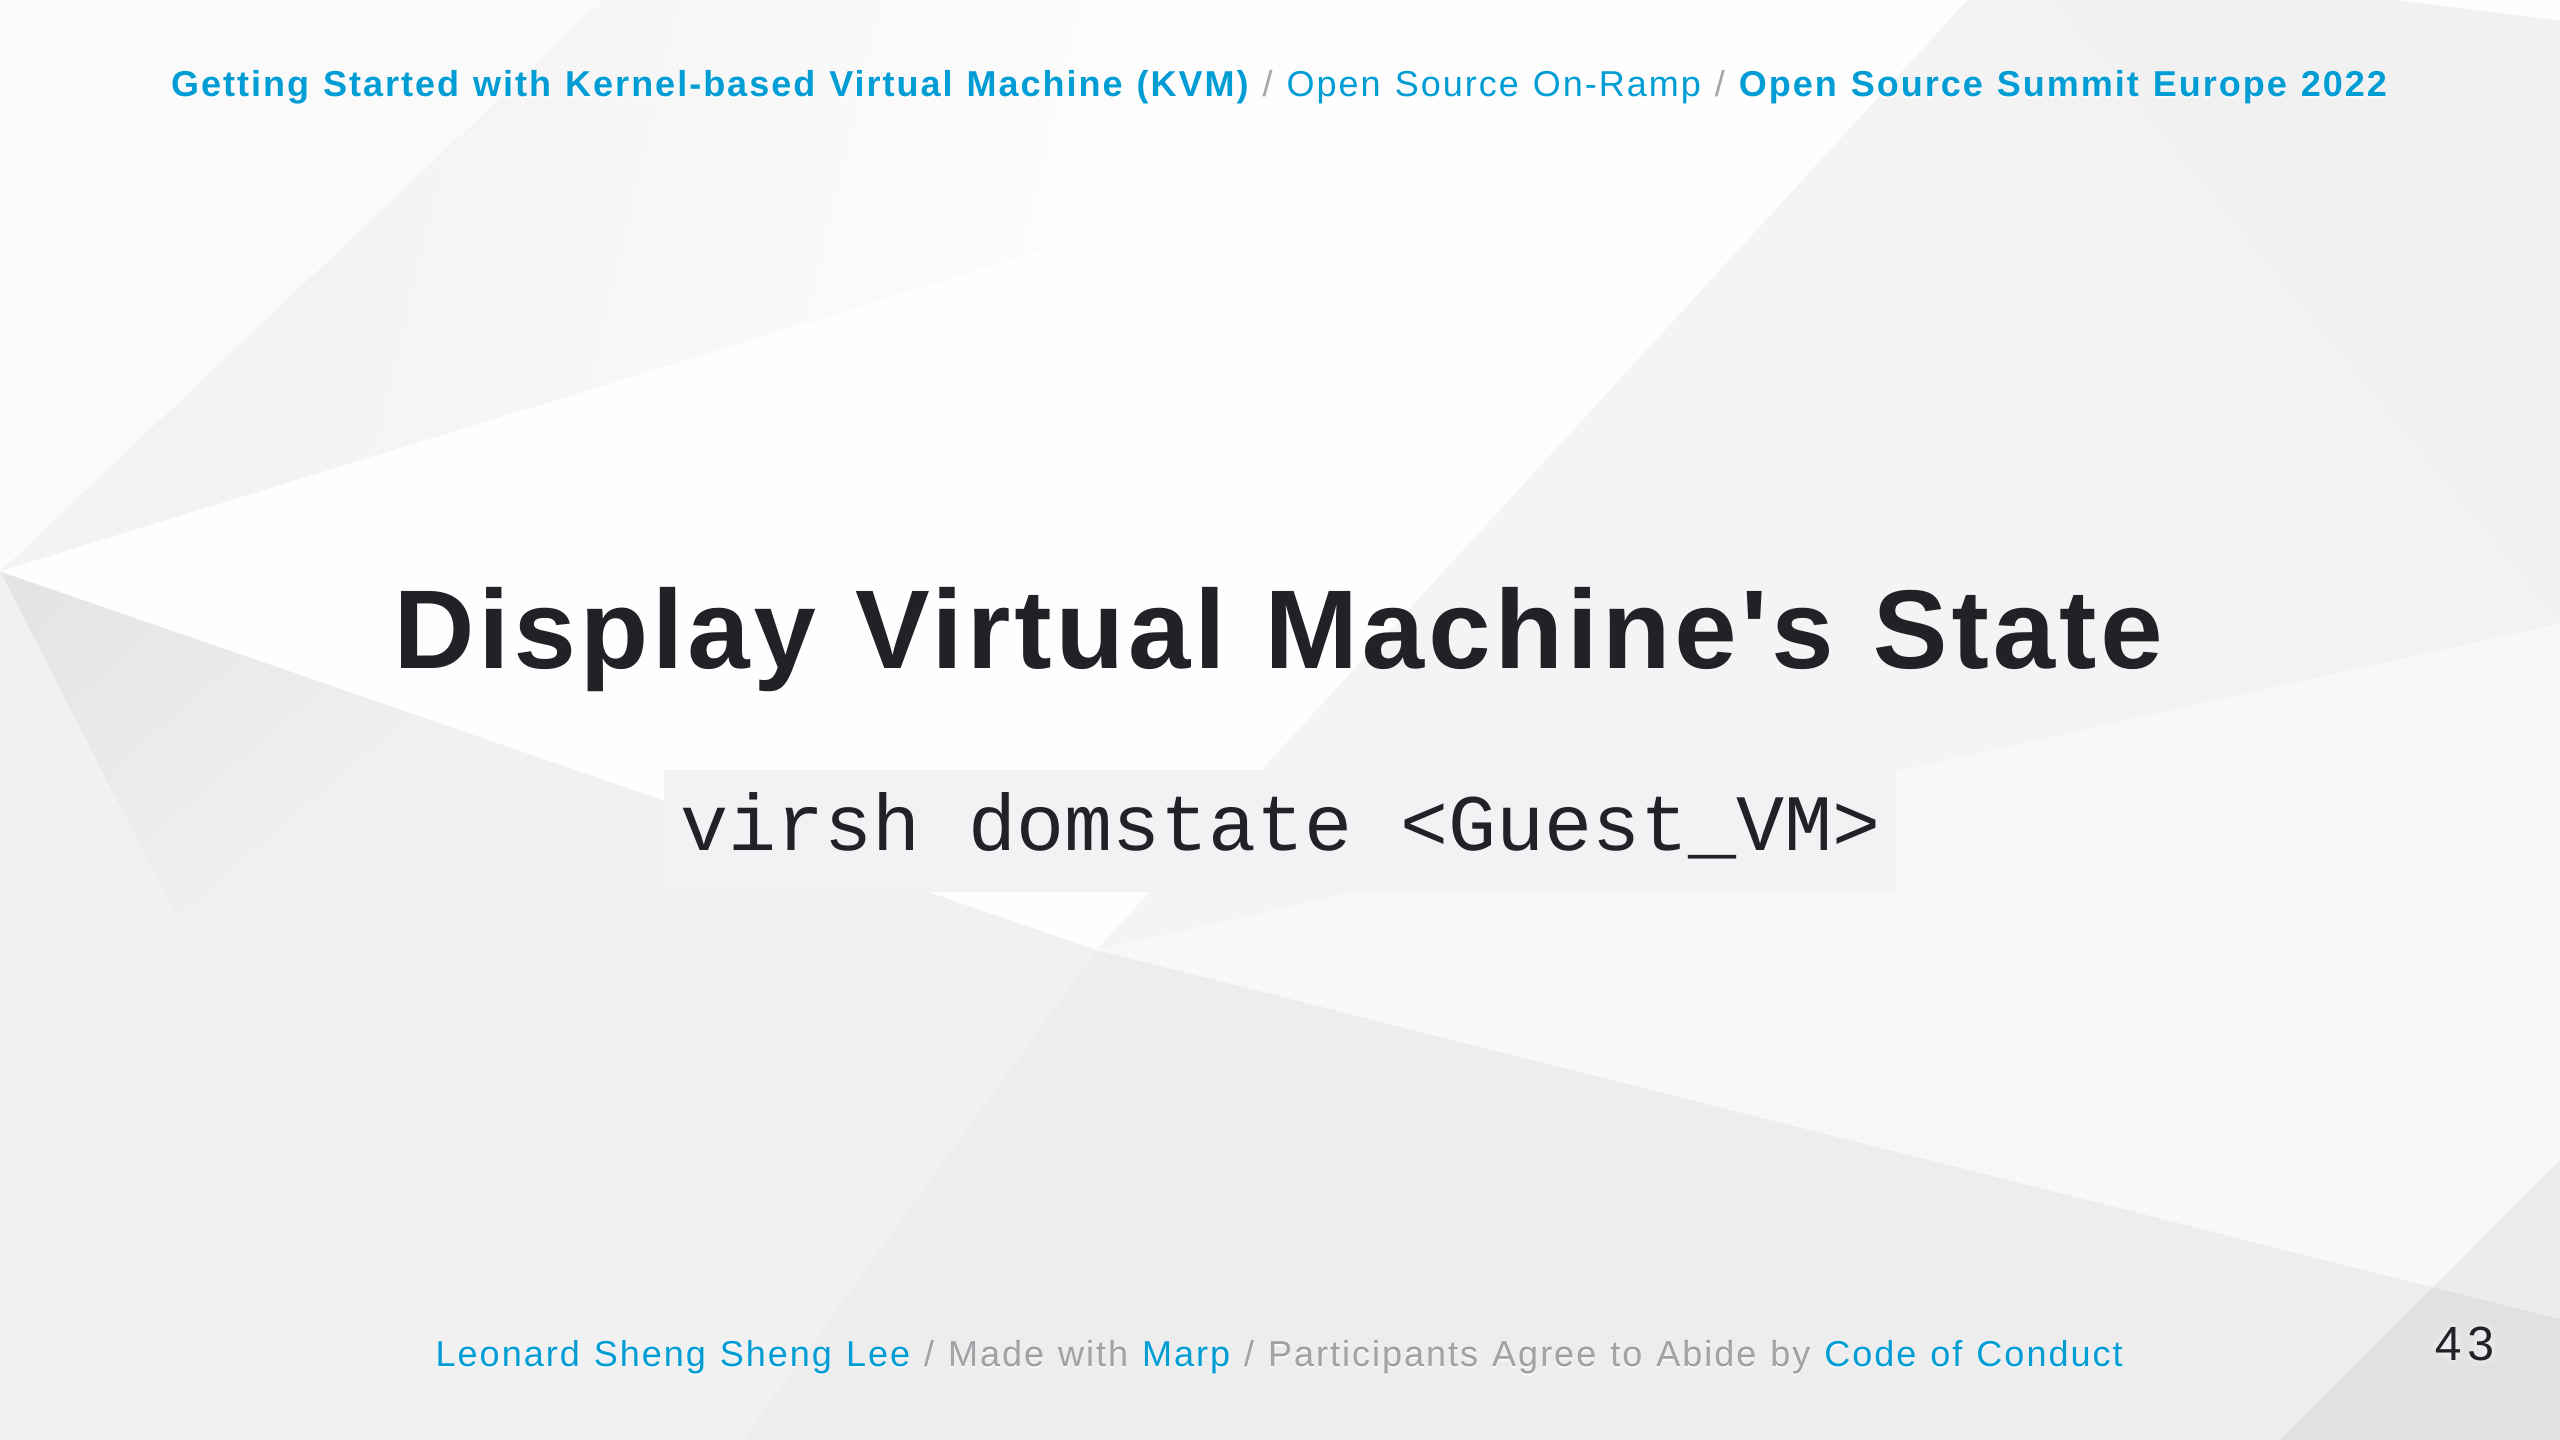 Getting Started with Kernel-based Virtual Machine (KVM) / Open Source On-Ramp / Open Source Summit Europe 2022
Display Virtual Machine's State
virsh domstate <Guest_VM>
Leonard Sheng Sheng Lee / Made with Marp / Participants Agree to Abide by Code of Conduct
43